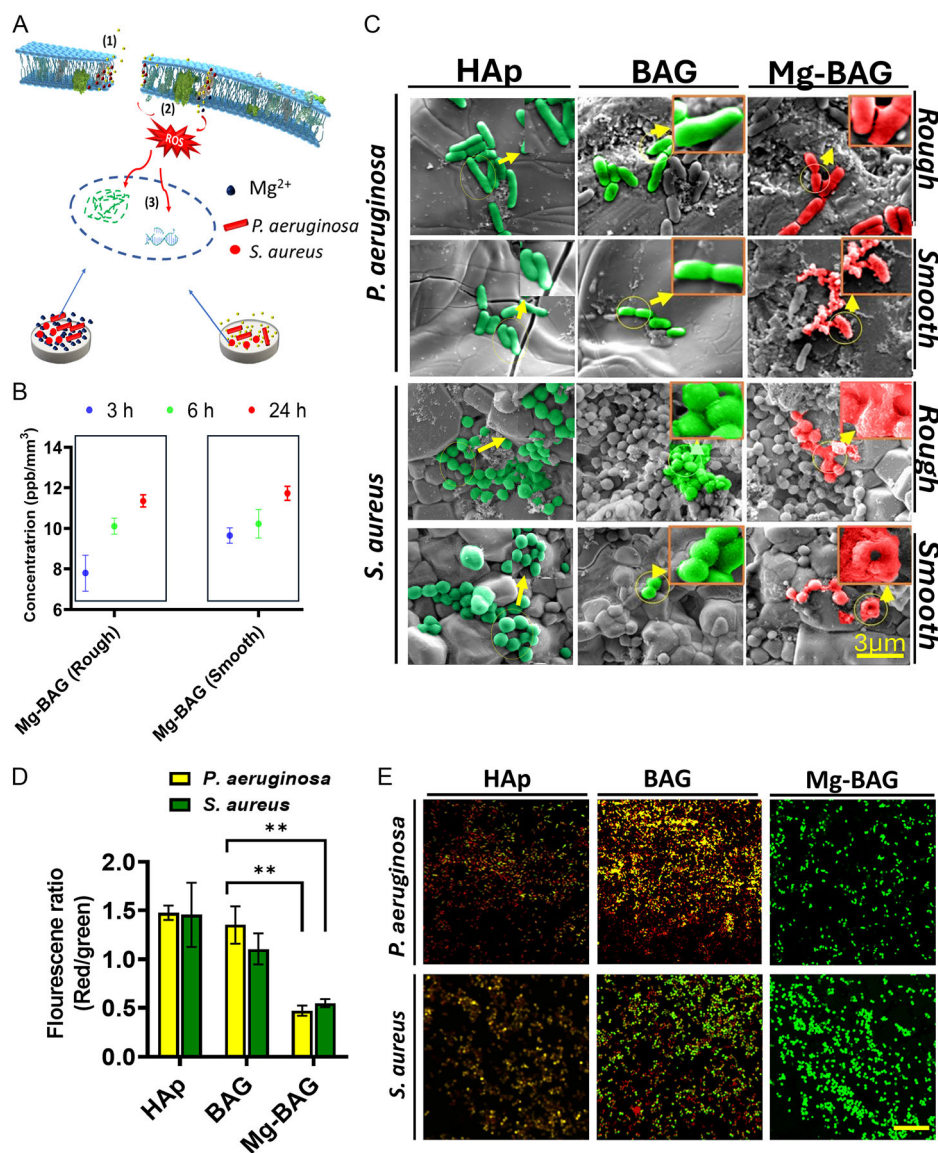 A
(1)
(2)
ROS
(3)
Mg2+
P. aeruginosa
S. aureus
B
3 h 6 h 24 h
Concentratrion (ppb/mm3)
14
12
10
8
6
Mg-BAG (Rough)
Mg-BAG (Smooth)
C
HAp BAG Mg-BAG
P. aeruginosa
S. aureus
Rough
Smooth
Rough
Smooth
3µm
D
P. aeruginosa
S. aureus
**
**
Flourescene ratio
(Red/green)
2.0
1.5
1.0
0.5
0.0
HAp
BAG
Mg-BAG
E
HAp BAG Mg-BAG
P. aeruginosa
S. aureus